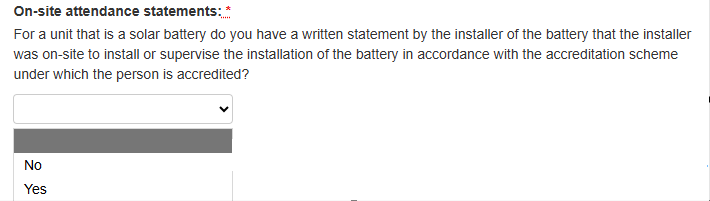 On-site attendance statements: *
For a unit that is a solar battery do you have a written statement by the installer of the battery that the installer
was on-site to install or supervise the installation of the battery in accordance with the accreditation scheme
under which the person is accredited?
No
Yes